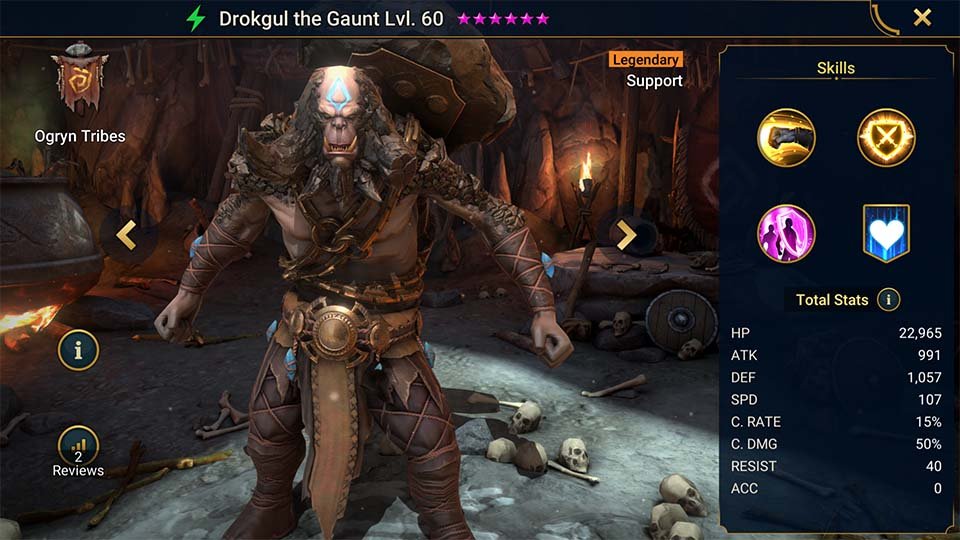 Drokgul the Gaunt Lvl. 60
Legendary
Support
Ogryn Tribes
2
Reviews
Skills
Total Stats i
HP 22,965
ATK 991
DEF 1,057
SPD 107
C. RATE 15%
C. DMG 50%
RESIST 40
ACC 0